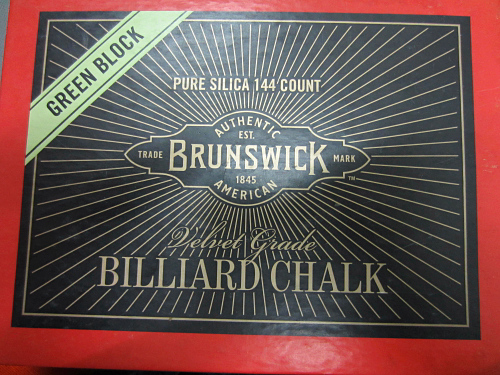 GREEN BLOCK
PURE SILICA 144 COUNT
AUTHENTIC
EST.
TRADE BRUNSWICK MARK
1845
AMERICAN
TM
Velvet Grade
BILLIARD CHALK